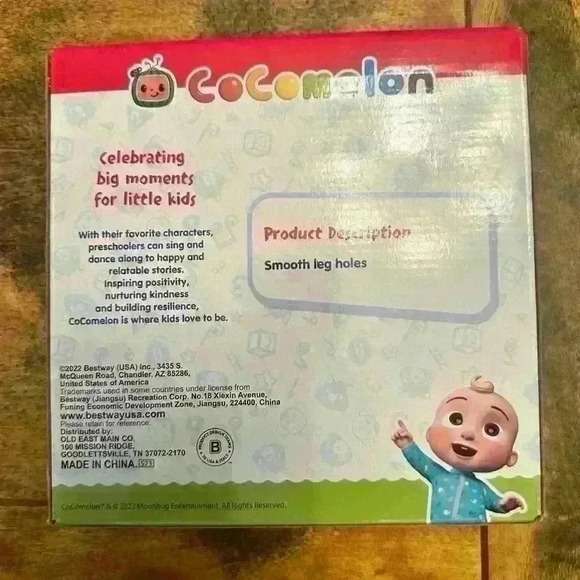 CoComelon
Celebrating
big moments
for little kids
With their favorite characters,
preschoolers can sing and
dance along to happy and
relatable stories.
Inspiring positivity,
nurturing kindness
and building resilience,
CoComelon is where kids love to be.
Product Description
Smooth leg holes
©2022 Bestway (USA) Inc., 3435 S.
McQueen Road, Chandler, AZ 85286,
United States of America
Trademarks used in some countries under license from
Bestway (Jiangsu) Recreation Corp. No.18 Xiexin Avenue,
Funing Economic Development Zone, Jiangsu, 224400, China
www.bestwayusa.com
Please retain for reference.
Distributed by:
OLD EAST MAIN CO.
100 MISSION RIDGE,
GOODLETTSVILLE, TN 37072-2170
MADE IN CHINA.
B
CoComelon™ & © 2022 Moonbug Entertainment. All Rights Reserved.